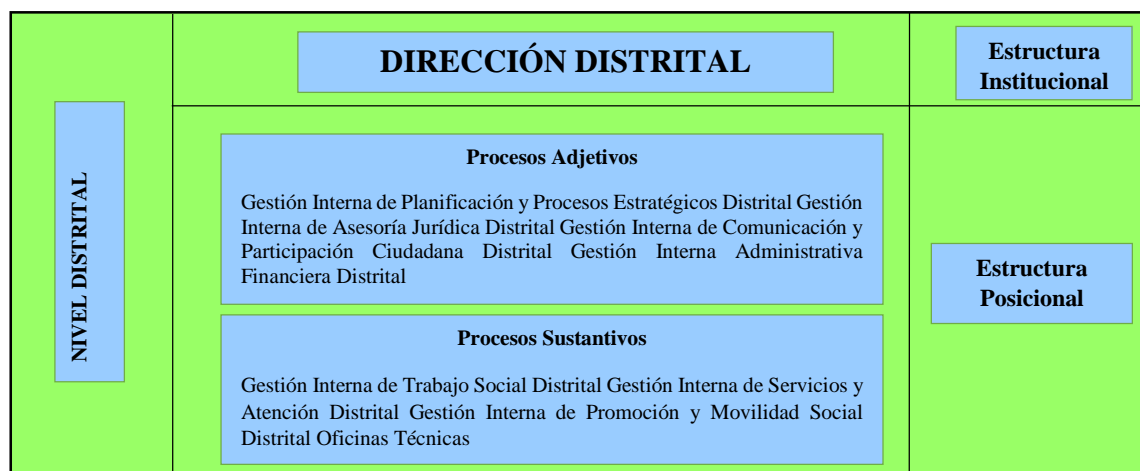 DIRECCIÓN DISTRITAL
Estructura
Institucional
NIVEL DISTRITAL
Procesos Adjetivos
Gestión Interna de Planificación y Procesos Estratégicos Distrital Gestión
Interna de Asesoría Jurídica Distrital Gestión Interna de Comunicación y
Participación Ciudadana Distrital Gestión Interna Administrativa
Financiera Distrital
Estructura
Posicional
Procesos Sustantivos
Gestión Interna de Trabajo Social Distrital Gestión Interna de Servicios y
Atención Distrital Gestión Interna de Promoción y Movilidad Social
Distrital Oficinas Técnicas